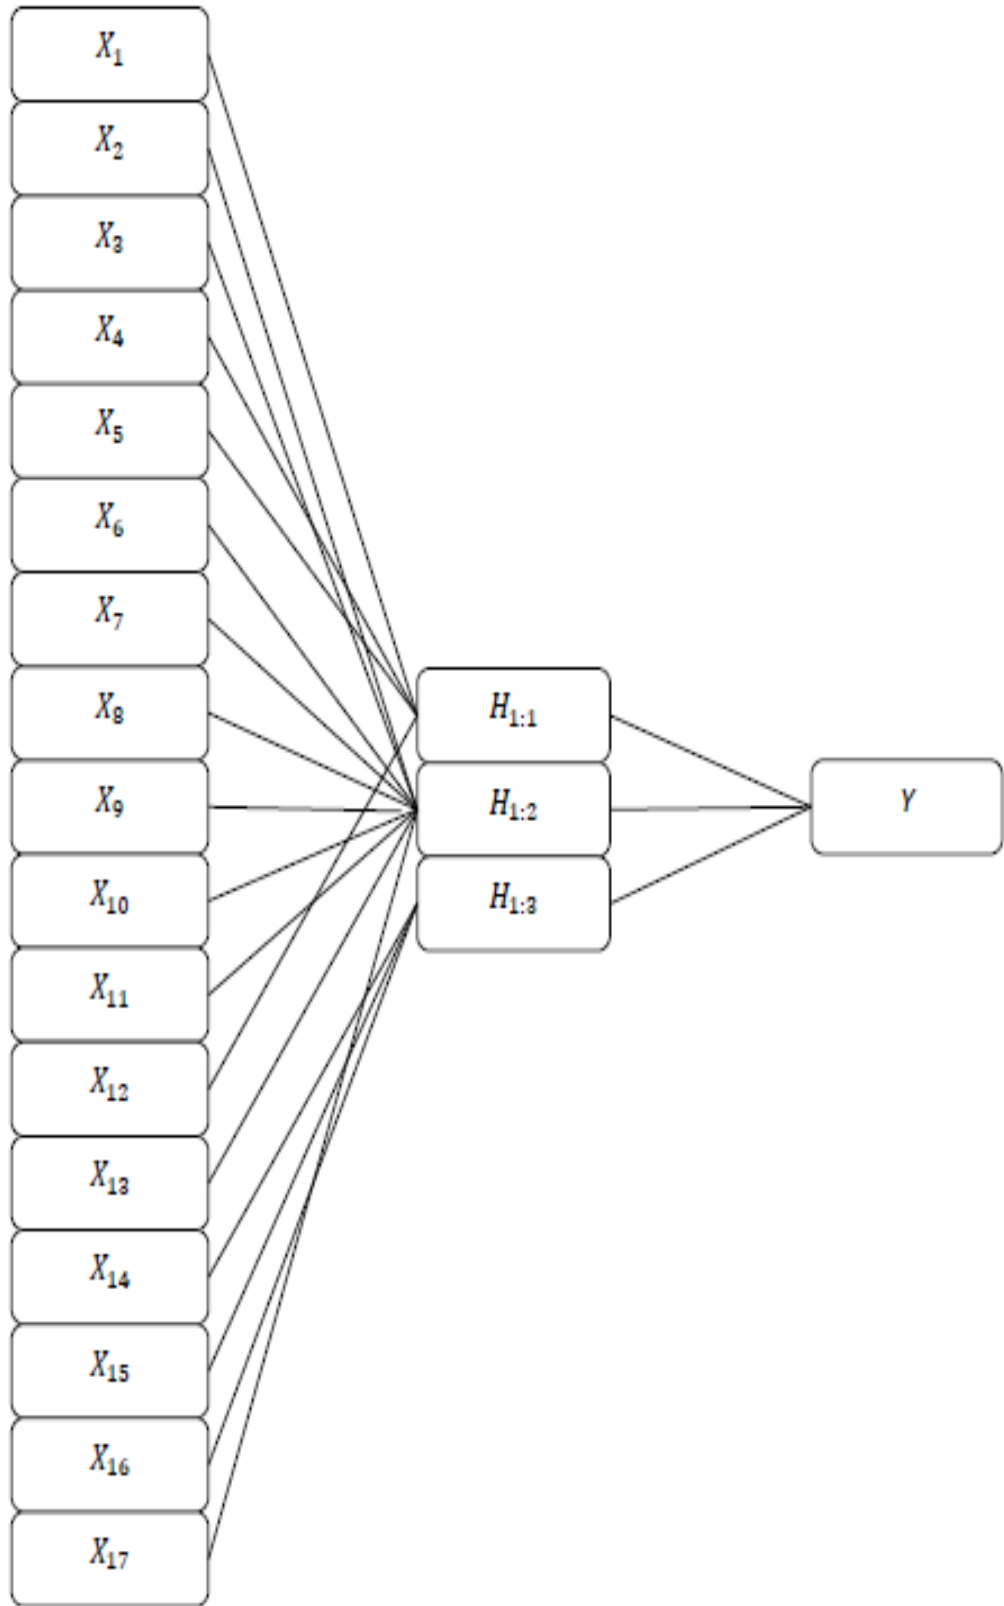 X₁
X₂
X₃
X₄
X₅
X₆
X₇
X₈
X₉
X₁₀
X₁₁
X₁₂
X₁₃
X₁₄
X₁₅
X₁₆
X₁₇
H₁:₁
H₁:₂
H₁:₃
Y